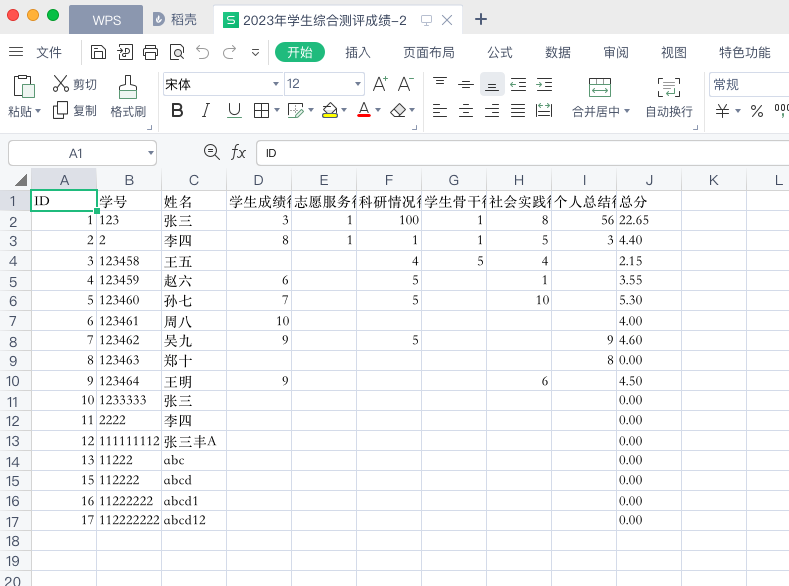 WPS 稻壳 S 2023年学生综合测评成绩-2 +
文件 开始 插入 页面布局 公式 数据 审阅 视图 特色功能
剪切 宋体 12 A+ A- 常规
粘贴 复制 格式刷 B I U A 合并居中 自动换行 ¥ %
A1 fx ID
A B C D E F G H I J K L
1 ID 学号 姓名 学生成绩 志愿服务 科研情况 学生骨干 社会实践 个人总结 总分
2 1 123 张三 3 1 100 1 8 56 22.65
3 2 2 李四 8 1 1 1 5 3 4.40
4 3 123458 王五 4 5 4 2.15
5 4 123459 赵六 6 5 1 3.55
6 5 123460 孙七 7 5 10 5.30
7 6 123461 周八 10 4.00
8 7 123462 吴九 9 5 9 4.60
9 8 123463 郑十 8 0.00
10 9 123464 王明 9 6 4.50
11 10 1233333 张三 0.00
12 11 2222 李四 0.00
13 12 111111112 张三丰A 0.00
14 13 11222 abc 0.00
15 15 112222 abcd 0.00
16 16 11222222 abcd1 0.00
17 17 112222222 abcd12 0.00
18
19
20